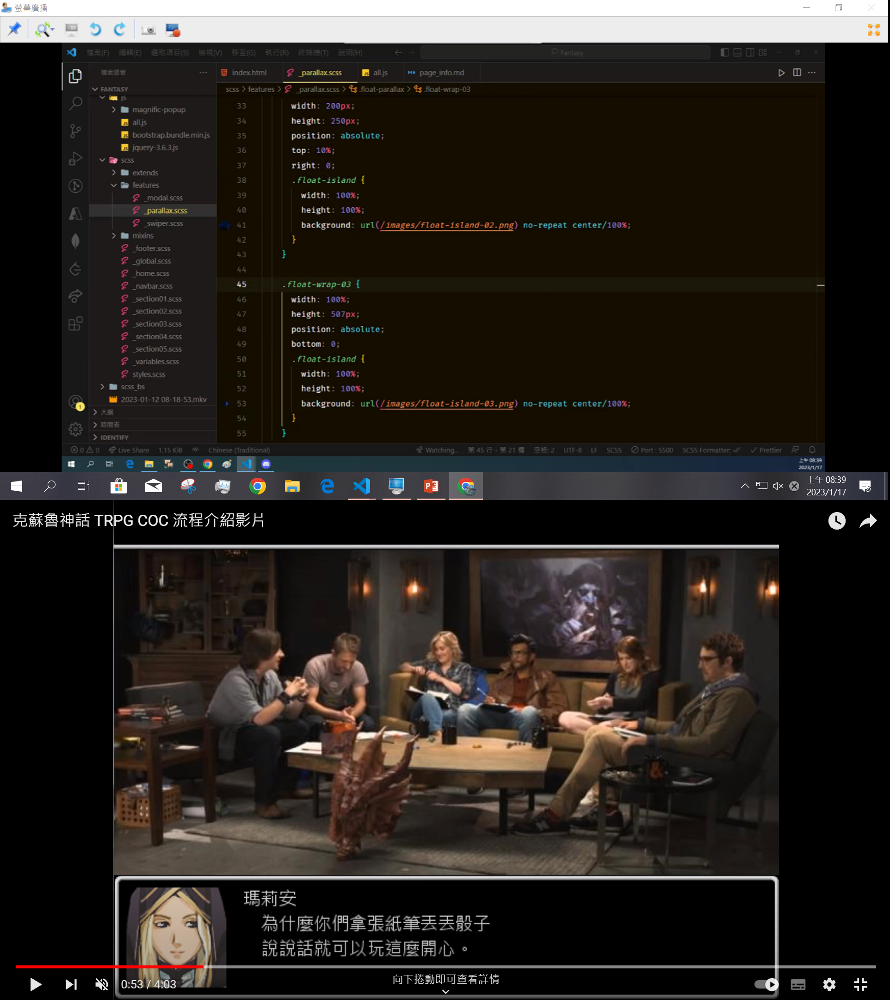 螢幕廣播
檔案(F) 編輯(E) 選取項目(S) 檢視(V) 移至(G) 執行(R) 終端機(T) 說明(H)
Fantasy
檔案總管
index.html
_parallax.scss
all.js
page_info.md
FANTASY
scss > features > _parallax.scss > .float-parallax > .float-wrap-03
js
magnific-popup
all.js
bootstrap.bundle.min.js
jquery-3.6.3.js
scss
extends
features
_modal.scss
_parallax.scss
_swiper.scss
mixins
_footer.scss
_global.scss
_home.scss
_navbar.scss
_section01.scss
_section02.scss
_section03.scss
_section04.scss
_section05.scss
_variables.scss
styles.scss
scss_bs
2023-01-12 08-18-53.mkv
大綱
時間表
IDENTIFY
1
33 width: 200px;
34 height: 250px;
35 position: absolute;
36 top: 10%;
37 right: 0;
38 .float-island {
39 width: 100%;
40 height: 100%;
41 background: url(/images/float-island-02.png) no-repeat center/100%;
42 }
43 }
44
45 .float-wrap-03 {
46 width: 100%;
47 height: 507px;
48 position: absolute;
49 bottom: 0;
50 .float-island {
51 width: 100%;
52 height: 100%;
53 background: url(/images/float-island-03.png) no-repeat center/100%;
54 }
55 }
0 0 Live Share 1.15 KiB Chinese (Traditional) Watching... 第 45 行，第 21 欄 空格: 2 UTF-8 LF SCSS Port : 5500 SCSS Formatter: Prettier
上午 08:39
2023/1/17
上午 08:39
2023/1/17
克蘇魯神話 TRPG COC 流程介紹影片
&
瑪莉安
為什麼你們拿張紙筆丟丟骰子
說說話就可以玩這麼開心。
0:53 / 4:03
向下捲動即可查看詳情